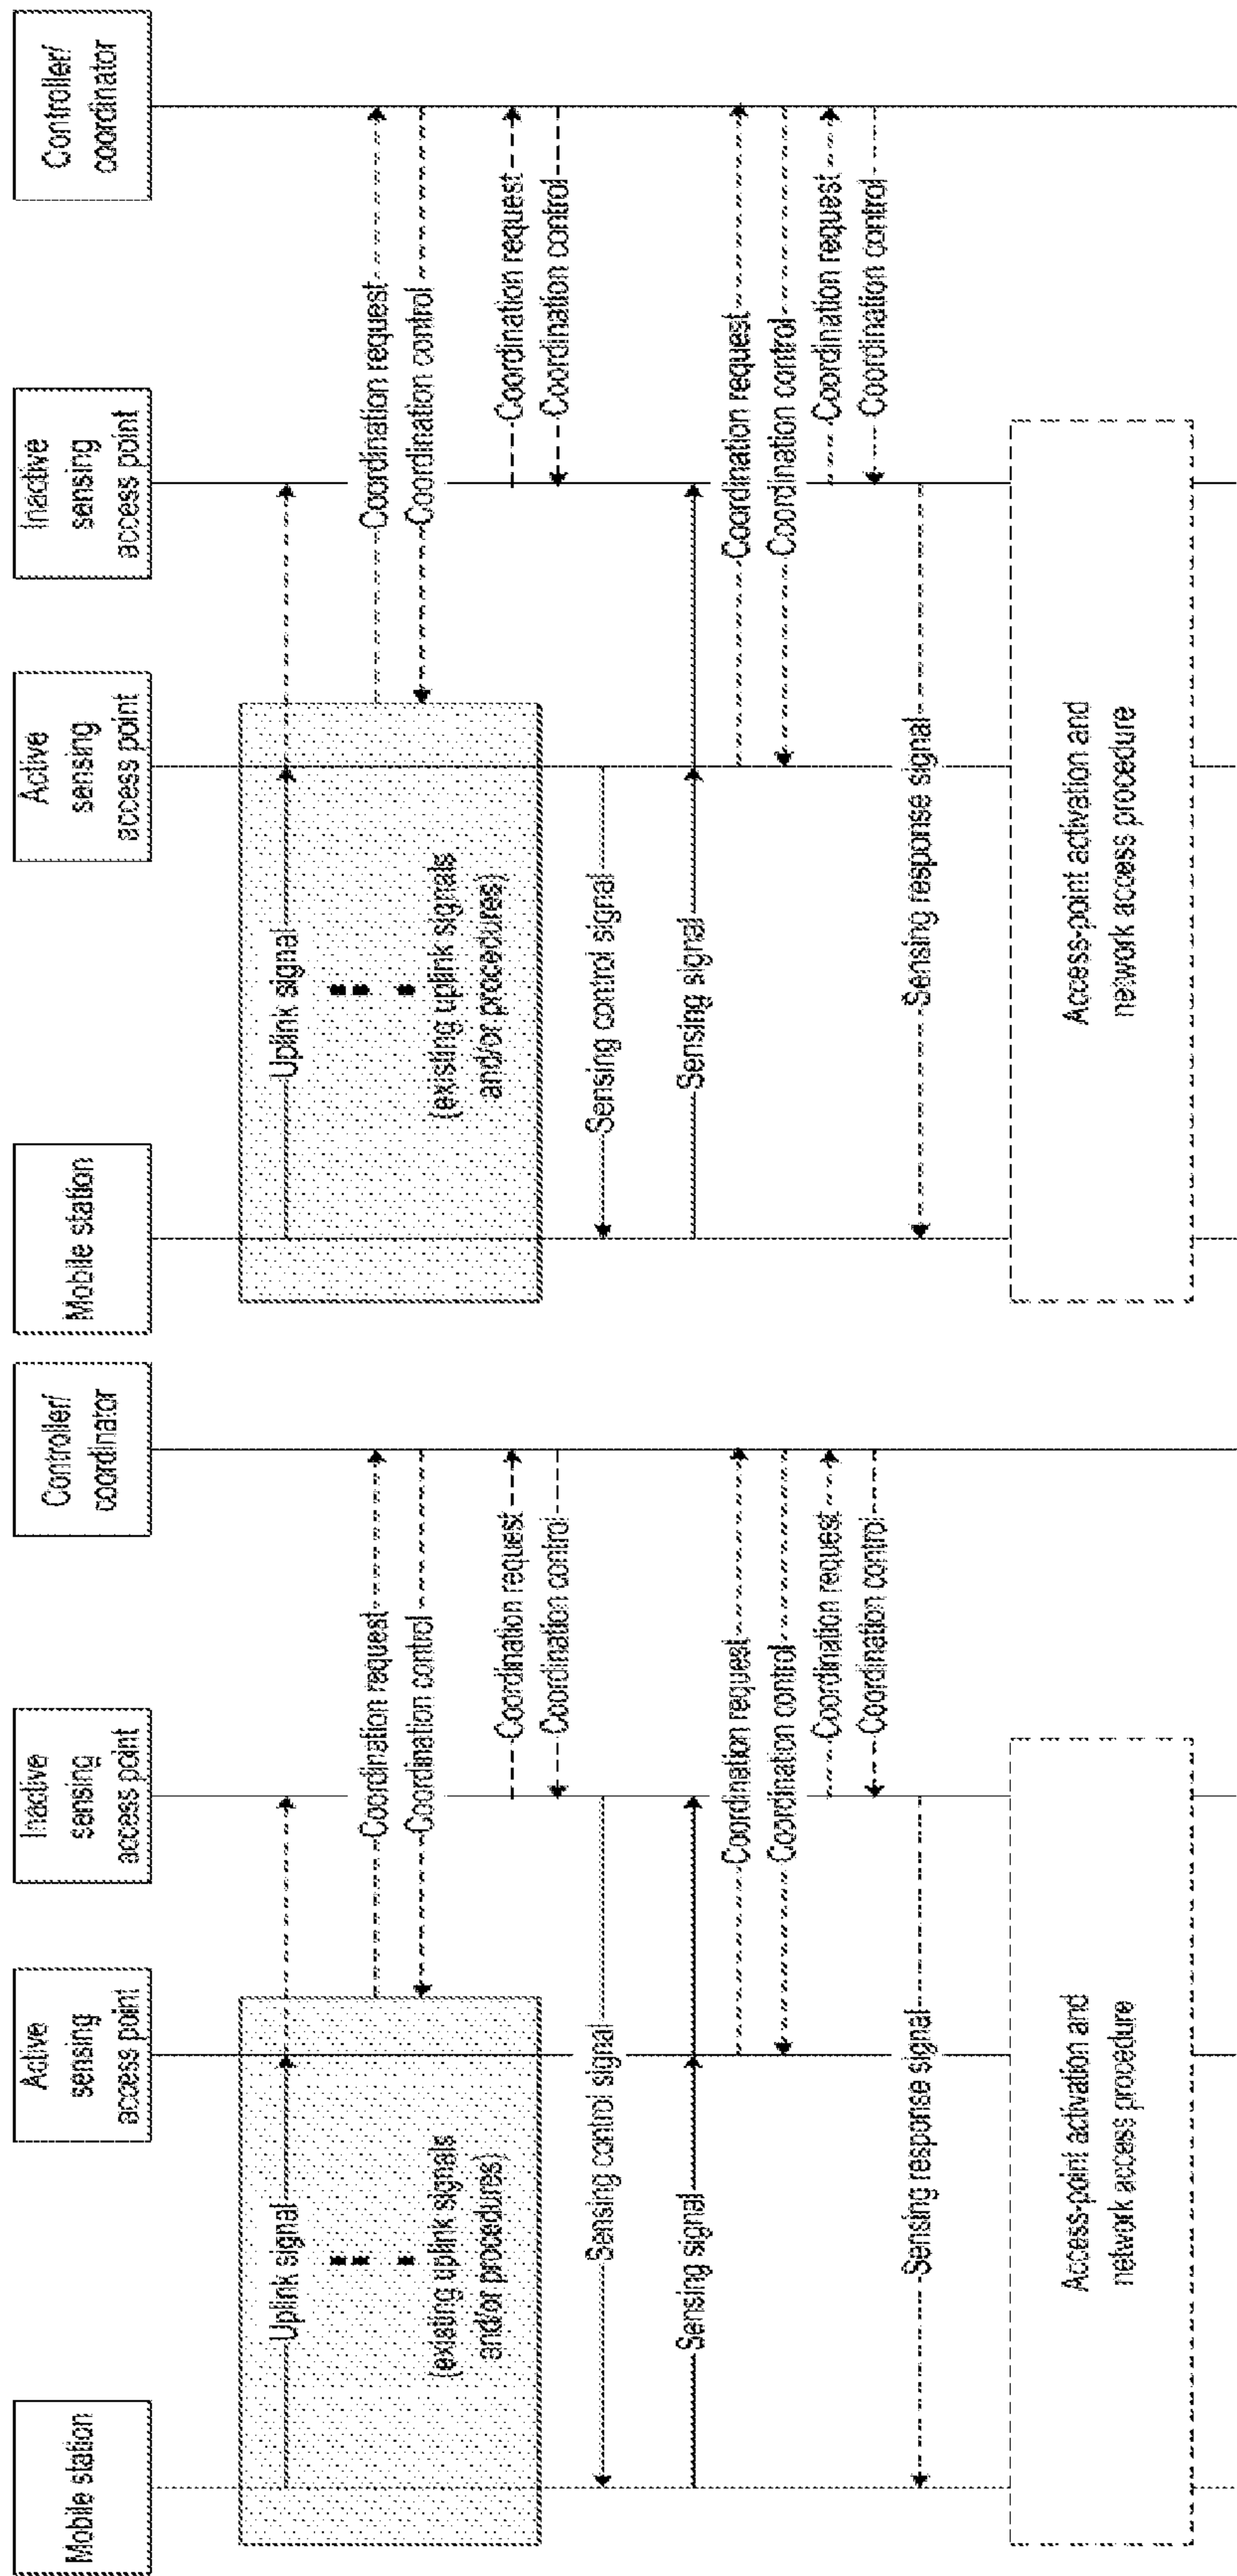 Mobile station
Active
sensing
access point
Inactive
sensing
access point
Controller/
coordinator
Uplink signal
(existing uplink signals
and/or procedures)
Coordination request
Coordination control
Coordination request
Coordination control
Sensing control signal
Sensing signal
Coordination request
Coordination control
Coordination request
Coordination control
Sensing response signal
Access-point activation and
network access procedure
Mobile station
Active
sensing
access point
Inactive
sensing
access point
Controller/
coordinator
Uplink signal
(existing uplink signals
and/or procedures)
Coordination request
Coordination control
Coordination request
Coordination control
Sensing control signal
Sensing signal
Coordination request
Coordination control
Coordination request
Coordination control
Sensing response signal
Access-point activation and
network access procedure